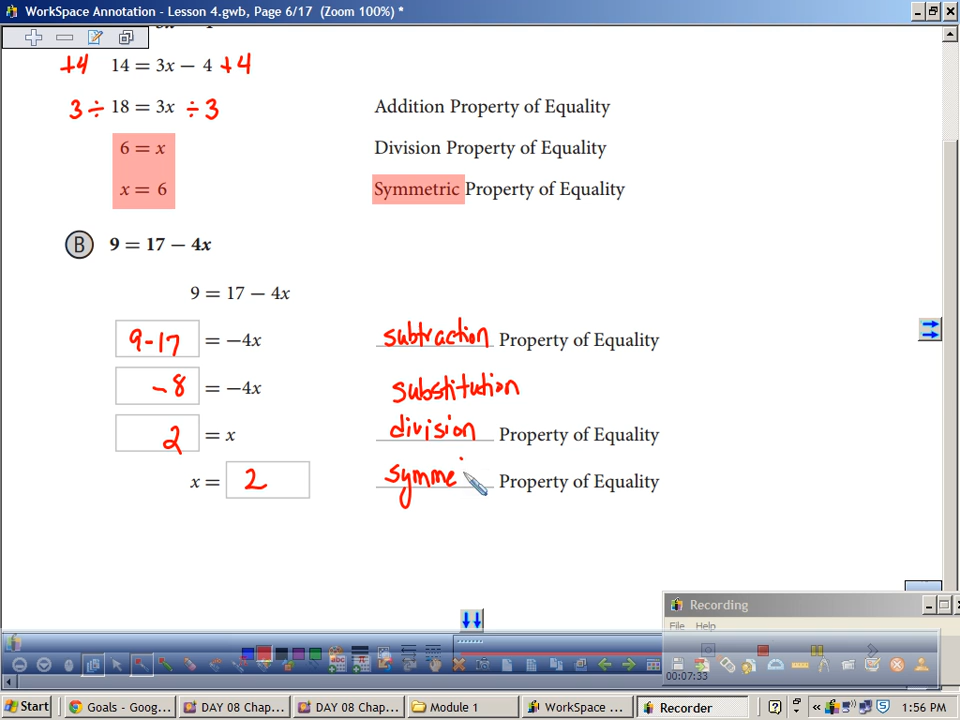 WorkSpace Annotation - Lesson 4.gwb, Page 6/17 (Zoom 100%) *
+4 14 = 3x − 4 +4
3 ÷ 18 = 3x ÷ 3 Addition Property of Equality
6 = x Division Property of Equality
x = 6 Symmetric Property of Equality
B 9 = 17 − 4x
9 = 17 − 4x
9-17 = −4x subtraction Property of Equality
-8 = −4x substitution
2 = x division Property of Equality
x = 2 symme Property of Equality
Recording
File Help
00:07:33
Start Goals - Goog... DAY 08 Chap... DAY 08 Chap... Module 1 WorkSpace ... Recorder 1:56 PM